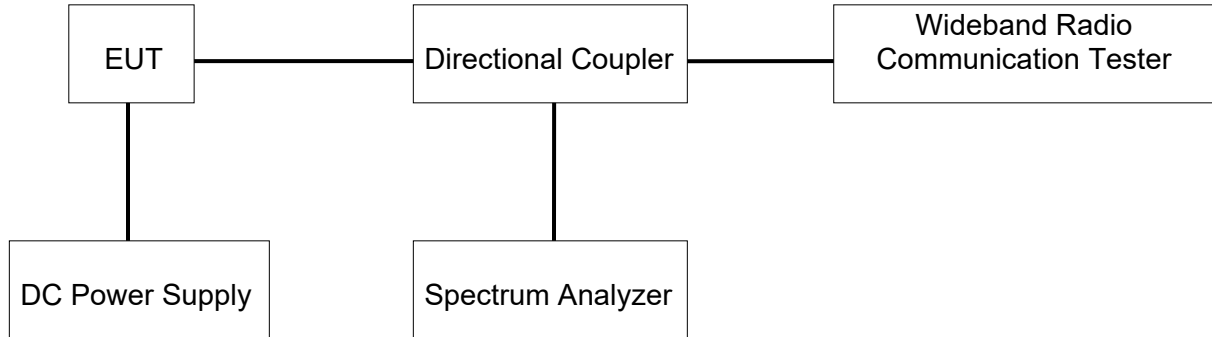 EUT
Directional Coupler
Wideband Radio
Communication Tester
DC Power Supply
Spectrum Analyzer